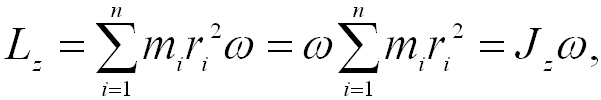 $L_z = \sum_{i=1}^{n} m_i r_i^2 \omega = \omega \sum_{i=1}^{n} m_i r_i^2 = J_z \omega,$